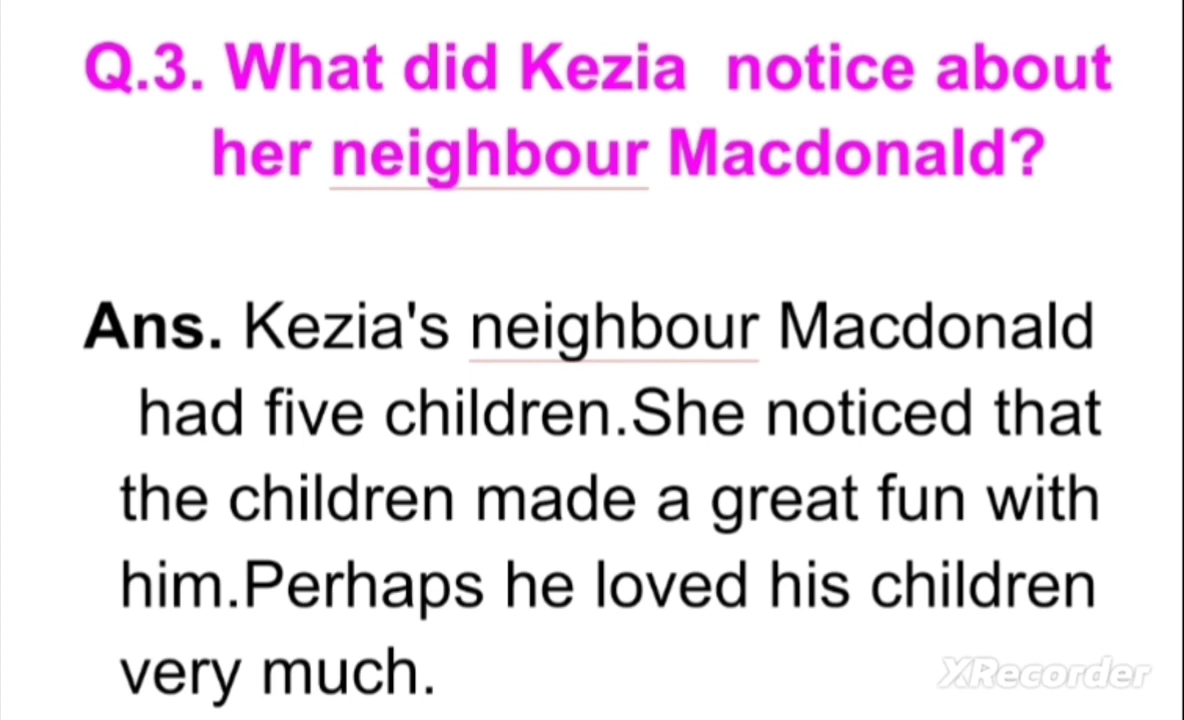 Q.3. What did Kezia notice about
her neighbour Macdonald?
Ans. Kezia's neighbour Macdonald
had five children.She noticed that
the children made a great fun with
him.Perhaps he loved his children
very much.
XRecorder